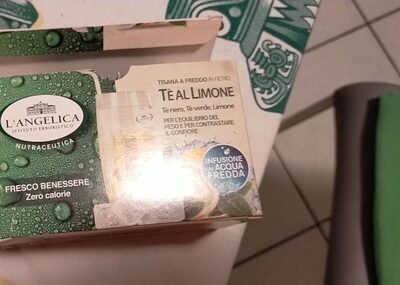 L'ANGELICA
ISTITUTO ERBORISTICO
NUTRACEUTICA
FRESCO BENESSERE
Zero calorie
TISANA A FREDDO IN FILTRO
TÈ AL LIMONE
Tè nero, Tè verde, Limone
PER L'EQUILIBRIO DEL
PESO E PER CONTRASTARE
IL GONFIORE
INFUSIONE
IN ACQUA
FREDDA